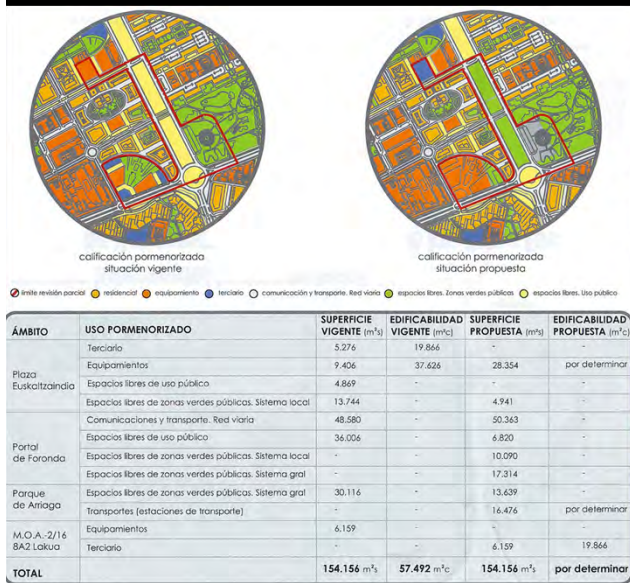 calificación pormenorizada
situación vigente
calificación pormenorizada
situación propuesta
límite revisión parcial residencial equipamiento terciario comunicación y transporte. Red viaria espacios libres. Zonas verdes públicas espacios libres. Uso público
ÁMBITO USO PORMENORIZADO SUPERFICIE VIGENTE (m²s) EDIFICABILIDAD VIGENTE (m²c) SUPERFICIE PROPUESTA (m²s) EDIFICABILIDAD PROPUESTA (m²c)
Plaza Euskaltzaindia
Terciario 5.276 19.866 - -
Equipamientos 9.406 37.626 28.354 por determinar
Espacios libres de uso público 4.869 - - -
Espacios libres de zonas verdes públicas. Sistema local 13.744 - 4.941 -
Portal de Foronda
Comunicaciones y transporte. Red viaria 48.580 - 50.363 -
Espacios libres de uso público 36.006 - 6.820 -
Espacios libres de zonas verdes públicas. Sistema local - - 10.090 -
Espacios libres de zonas verdes públicas. Sistema gral - - 17.314 -
Parque de Arriaga
Espacios libres de zonas verdes públicas. Sistema gral 30.116 - 13.639 -
Transportes (estaciones de transporte) - - 16.476 por determinar
M.O.A.-2/16 8A2 Lakua
Equipamientos 6.159 - - -
Terciario - - 6.159 19.866
TOTAL 154.156 m²s 57.492 m²c 154.156 m²s por determinar